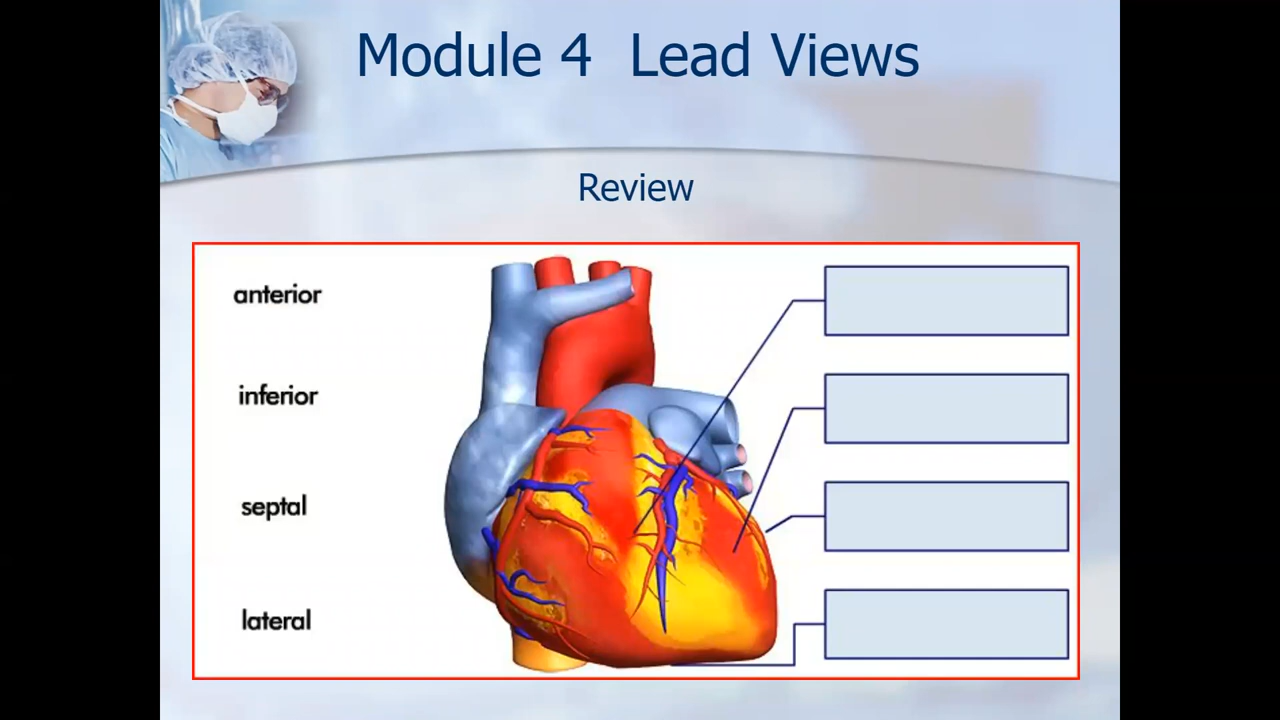 Module 4 Lead Views
Review
anterior
inferior
septal
lateral